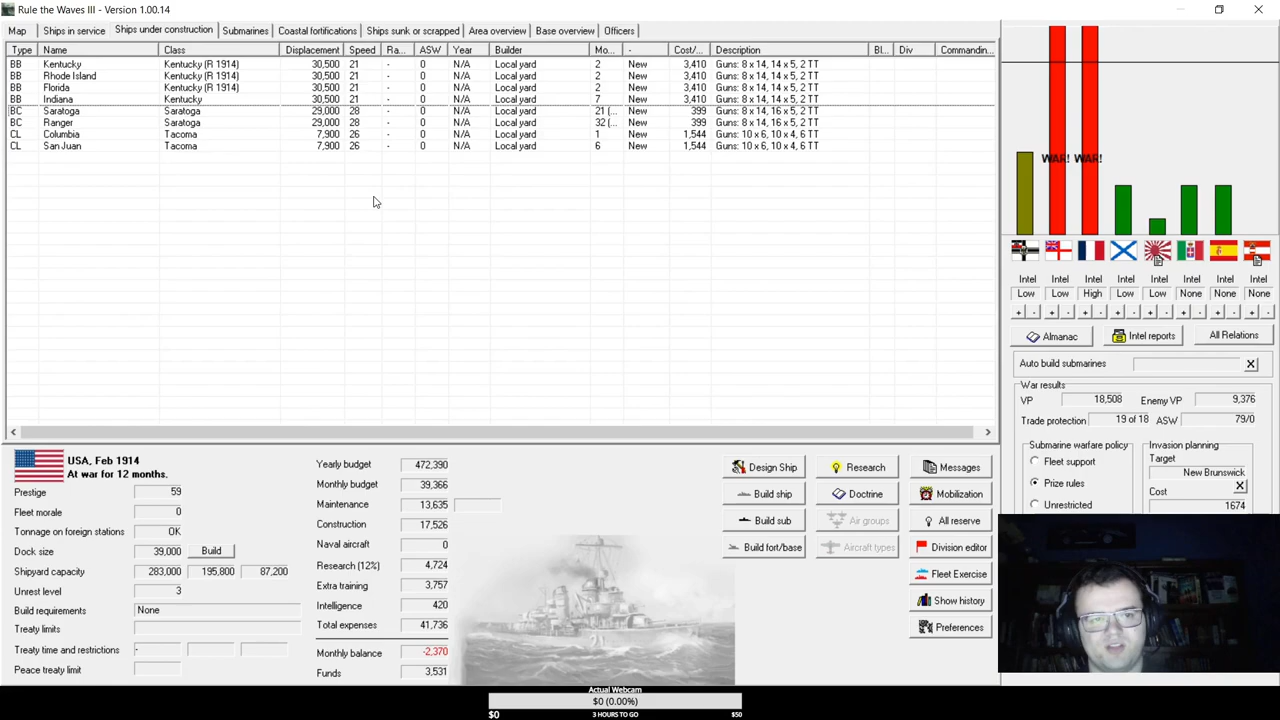 Rule the Waves III - Version 1.00.14
Map Ships in service Ships under construction Submarines Coastal fortifications Ships sunk or scrapped Area overview Base overview Officers
Type Name Class Displacement Speed Ra... ASW Year Builder Mo... - Cost/... Description Bl... Div Commandin...
BB Kentucky Kentucky (R 1914) 30,500 21 - 0 N/A Local yard 2 New 3,410 Guns: 8 x 14, 14 x 5, 2 TT
BB Rhode Island Kentucky (R 1914) 30,500 21 - 0 N/A Local yard 2 New 3,410 Guns: 8 x 14, 14 x 5, 2 TT
BB Florida Kentucky (R 1914) 30,500 21 - 0 N/A Local yard 2 New 3,410 Guns: 8 x 14, 14 x 5, 2 TT
BB Indiana Kentucky 30,500 21 - 0 N/A Local yard 7 New 3,410 Guns: 8 x 14, 14 x 5, 2 TT
BC Saratoga Saratoga 29,000 28 - 0 N/A Local yard 21 (... New 399 Guns: 8 x 14, 16 x 5, 2 TT
BC Ranger Saratoga 29,000 28 - 0 N/A Local yard 32 (... New 399 Guns: 8 x 14, 16 x 5, 2 TT
CL Columbia Tacoma 7,900 26 - 0 N/A Local yard 1 New 1,544 Guns: 10 x 6, 10 x 4, 6 TT
CL San Juan Tacoma 7,900 26 - 0 N/A Local yard 6 New 1,544 Guns: 10 x 6, 10 x 4, 6 TT
WAR! WAR!
Intel Intel Intel Intel Intel Intel Intel Intel
Low Low High Low Low None None None
+ - + - + - + - + - + - + - + -
Almanac Intel reports All Relations
Auto build submarines X
War results
VP 18,508 Enemy VP 9,376
Trade protection 19 of 18 ASW 79/0
Submarine warfare policy
Fleet support
Prize rules
Unrestricted
Invasion planning
Target
New Brunswick
Cost X
1674
USA, Feb 1914
At war for 12 months.
Prestige 59
Fleet morale 0
Tonnage on foreign stations OK
Dock size 39,000 Build
Shipyard capacity 283,000 195,800 87,200
Unrest level 3
Build requirements None
Treaty limits
Treaty time and restrictions -
Peace treaty limit
Yearly budget 472,390
Monthly budget 39,366
Maintenance 13,635
Construction 17,526
Naval aircraft 0
Research (12%) 4,724
Extra training 3,757
Intelligence 420
Total expenses 41,736
Monthly balance -2,370
Funds 3,531
Design Ship Research Messages
Build ship Doctrine Mobilization
Build sub Air groups All reserve
Build fort/base Aircraft types Division editor
Fleet Exercise
Show history
Preferences
Actual Webcam
$0 (0.00%)
$0 3 HOURS TO GO $50